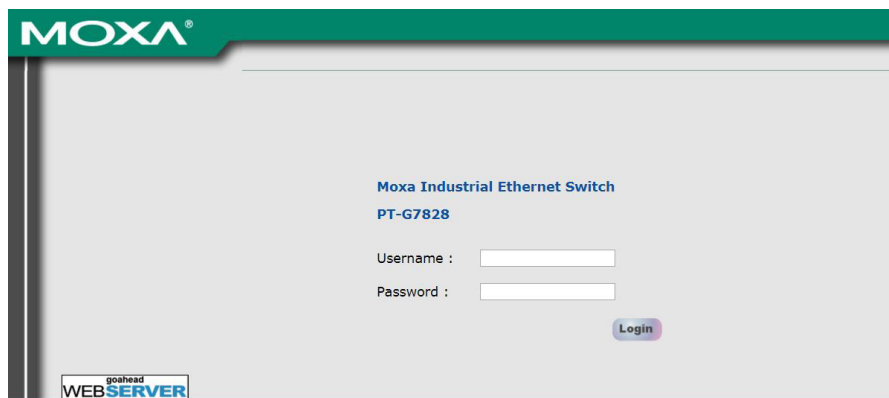 MOXA®
Moxa Industrial Ethernet Switch
PT-G7828
Username :
Password :
Login
goahead
WEBSERVER